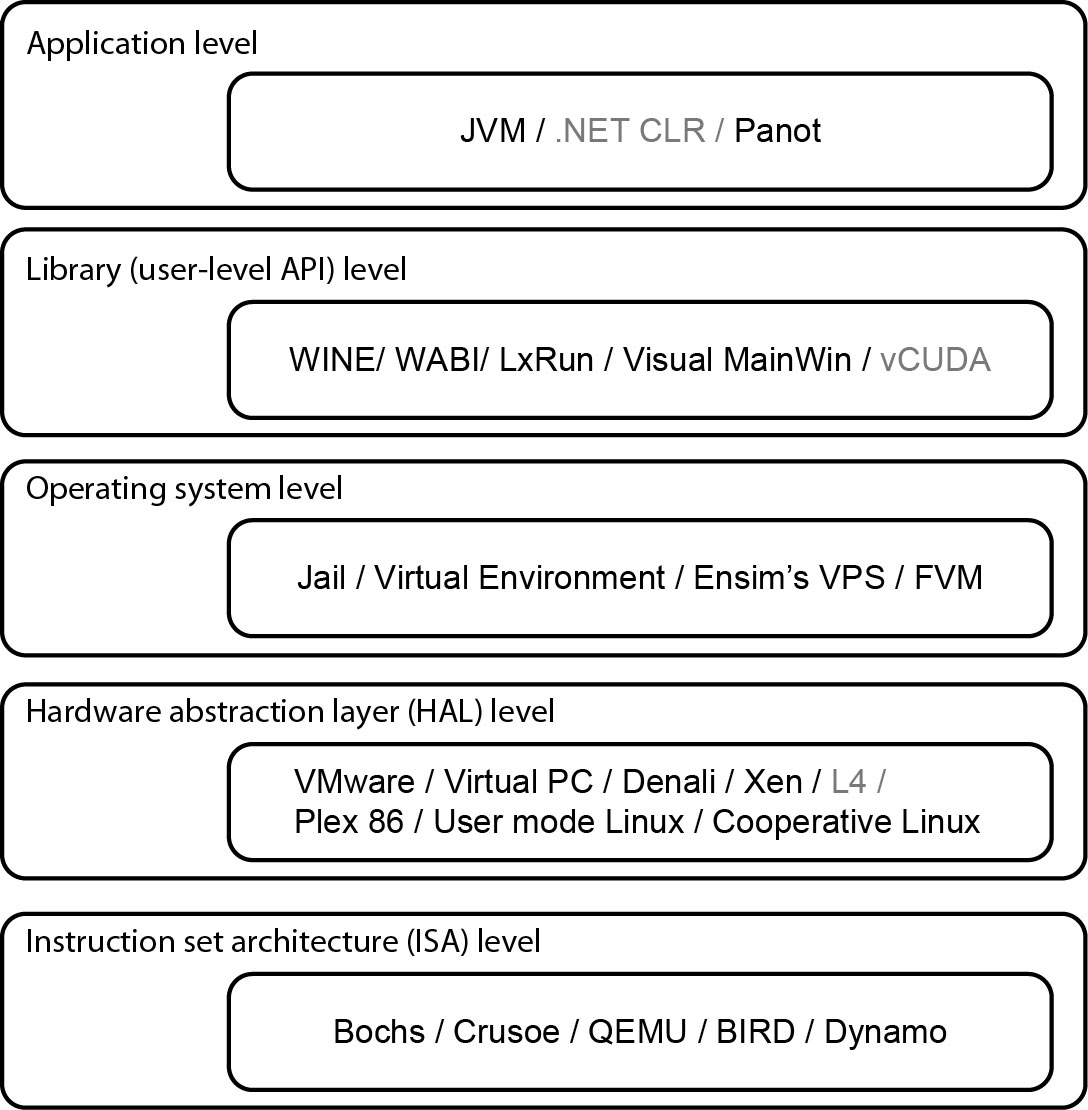 Application level
JVM / .NET CLR / Panot
Library (user-level API) level
WINE/ WABI/ LxRun / Visual MainWin / vCUDA
Operating system level
Jail / Virtual Environment / Ensim’s VPS / FVM
Hardware abstraction layer (HAL) level
VMware / Virtual PC / Denali / Xen / L4 /
Plex 86 / User mode Linux / Cooperative Linux
Instruction set architecture (ISA) level
Bochs / Crusoe / QEMU / BIRD / Dynamo